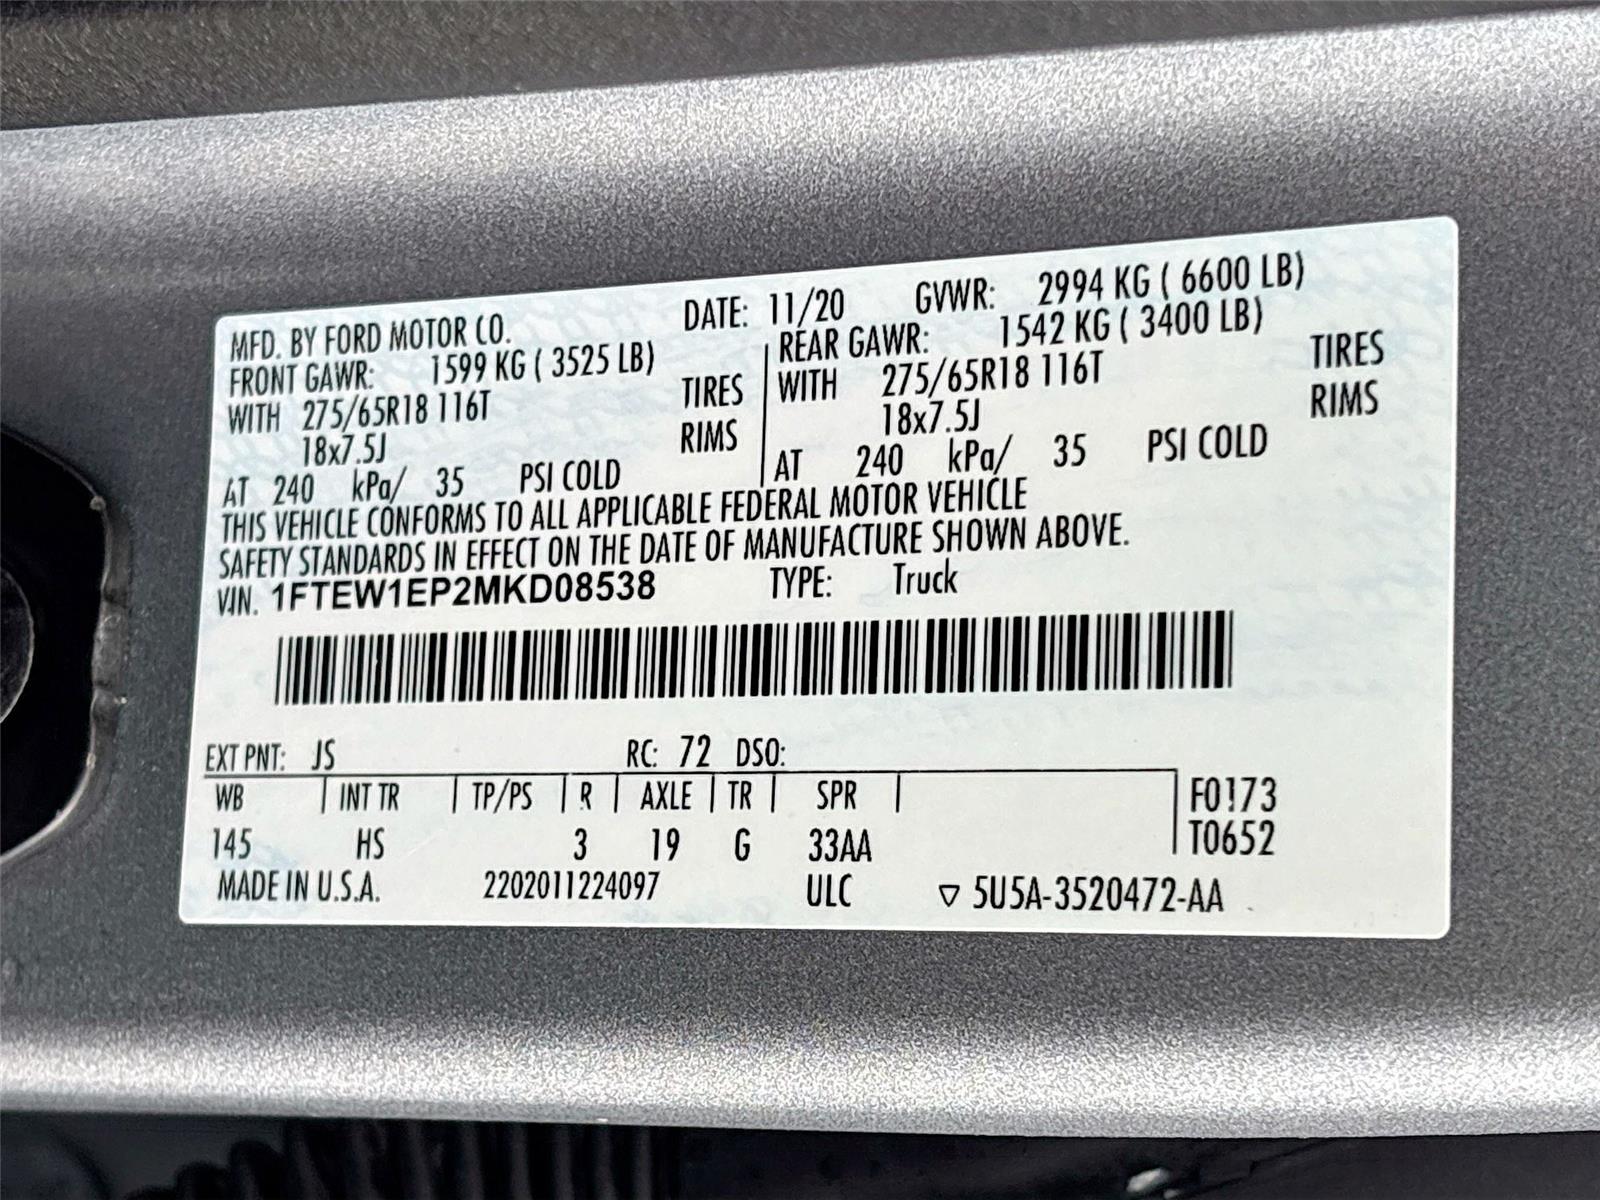 MFD. BY FORD MOTOR CO. DATE: 11/20 GVWR: 2994 KG ( 6600 LB)
FRONT GAWR: 1599 KG ( 3525 LB) REAR GAWR: 1542 KG ( 3400 LB)
WITH 275/65R18 116T TIRES WITH 275/65R18 116T TIRES
18x7.5J RIMS 18x7.5J RIMS
AT 240 kPa/ 35 PSI COLD AT 240 kPa/ 35 PSI COLD
THIS VEHICLE CONFORMS TO ALL APPLICABLE FEDERAL MOTOR VEHICLE
SAFETY STANDARDS IN EFFECT ON THE DATE OF MANUFACTURE SHOWN ABOVE.
VIN. 1FTEW1EP2MKD08538 TYPE: Truck
EXT PNT: JS RC: 72 DSO:
WB INT TR TP/PS R AXLE TR SPR F0173
145 HS 3 19 G 33AA T0652
MADE IN U.S.A. 2202011224097 ULC ▽ 5U5A-3520472-AA